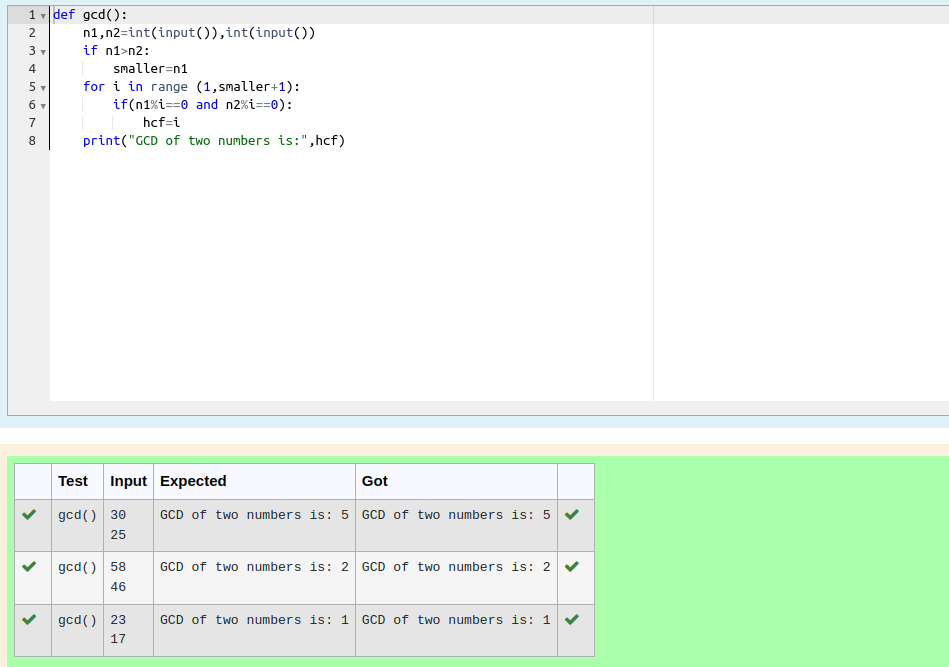 1 def gcd():
2     n1,n2=int(input()),int(input())
3     if n1>n2:
4         smaller=n1
5     for i in range (1,smaller+1):
6         if(n1%i==0 and n2%i==0):
7             hcf=i
8     print("GCD of two numbers is:",hcf)
Test Input Expected Got
gcd() 30 GCD of two numbers is: 5 GCD of two numbers is: 5
25
gcd() 58 GCD of two numbers is: 2 GCD of two numbers is: 2
46
gcd() 23 GCD of two numbers is: 1 GCD of two numbers is: 1
17